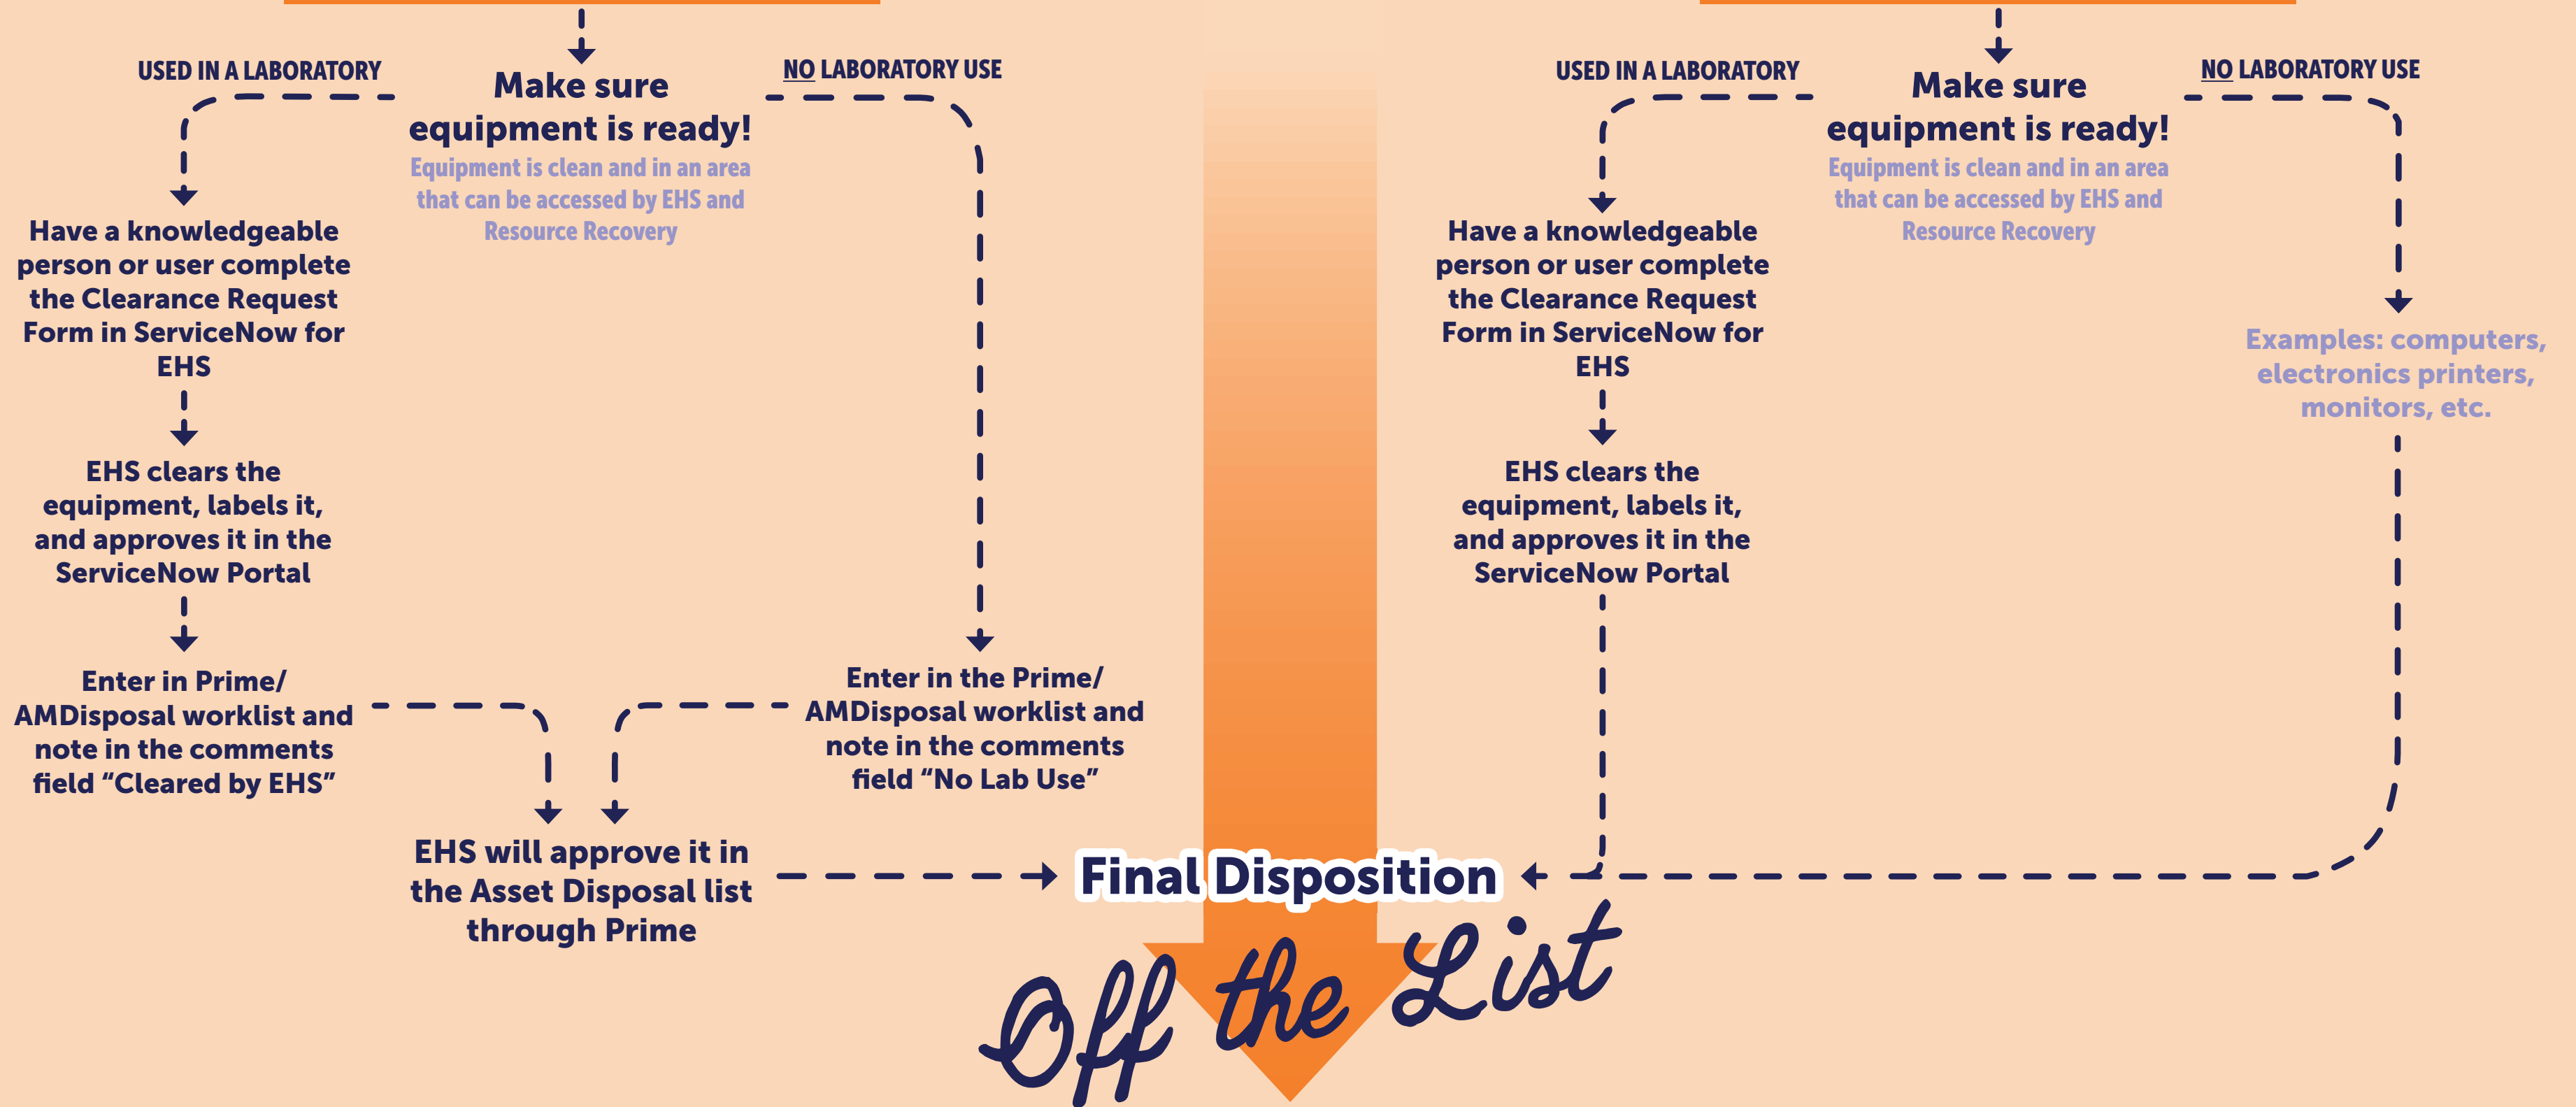 USED IN A LABORATORY
Make sure
equipment is ready!
Equipment is clean and in an area
that can be accessed by EHS and
Resource Recovery
NO LABORATORY USE
Have a knowledgeable
person or user complete
the Clearance Request
Form in ServiceNow for
EHS
EHS clears the
equipment, labels it,
and approves it in the
ServiceNow Portal
Enter in Prime/
AMDisposal worklist and
note in the comments
field “Cleared by EHS”
Enter in the Prime/
AMDisposal worklist and
note in the comments
field “No Lab Use”
EHS will approve it in
the Asset Disposal list
through Prime
USED IN A LABORATORY
Make sure
equipment is ready!
Equipment is clean and in an area
that can be accessed by EHS and
Resource Recovery
NO LABORATORY USE
Have a knowledgeable
person or user complete
the Clearance Request
Form in ServiceNow for
EHS
EHS clears the
equipment, labels it,
and approves it in the
ServiceNow Portal
Examples: computers,
electronics printers,
monitors, etc.
Final Disposition
Off the List